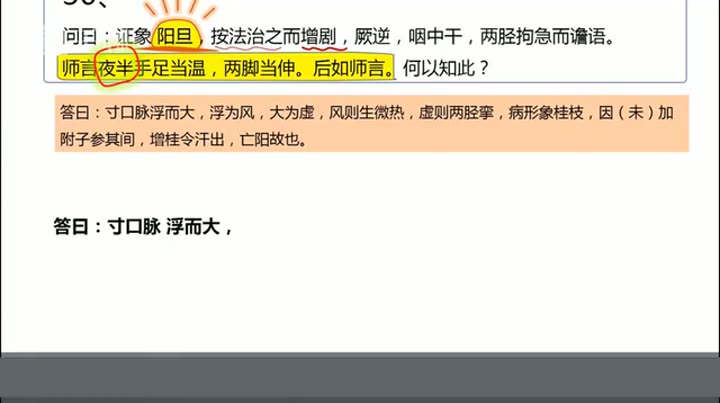 30、
问曰：证象阳旦，按法治之而增剧，厥逆，咽中干，两胫拘急而谵语。
师言夜半手足当温，两脚当伸。后如师言。何以知此？
答曰：寸口脉浮而大，浮为风，大为虚，风则生微热，虚则两胫挛，病形象桂枝，因（未）加
附子参其间，增桂令汗出，亡阳故也。
答曰：寸口脉 浮而大，